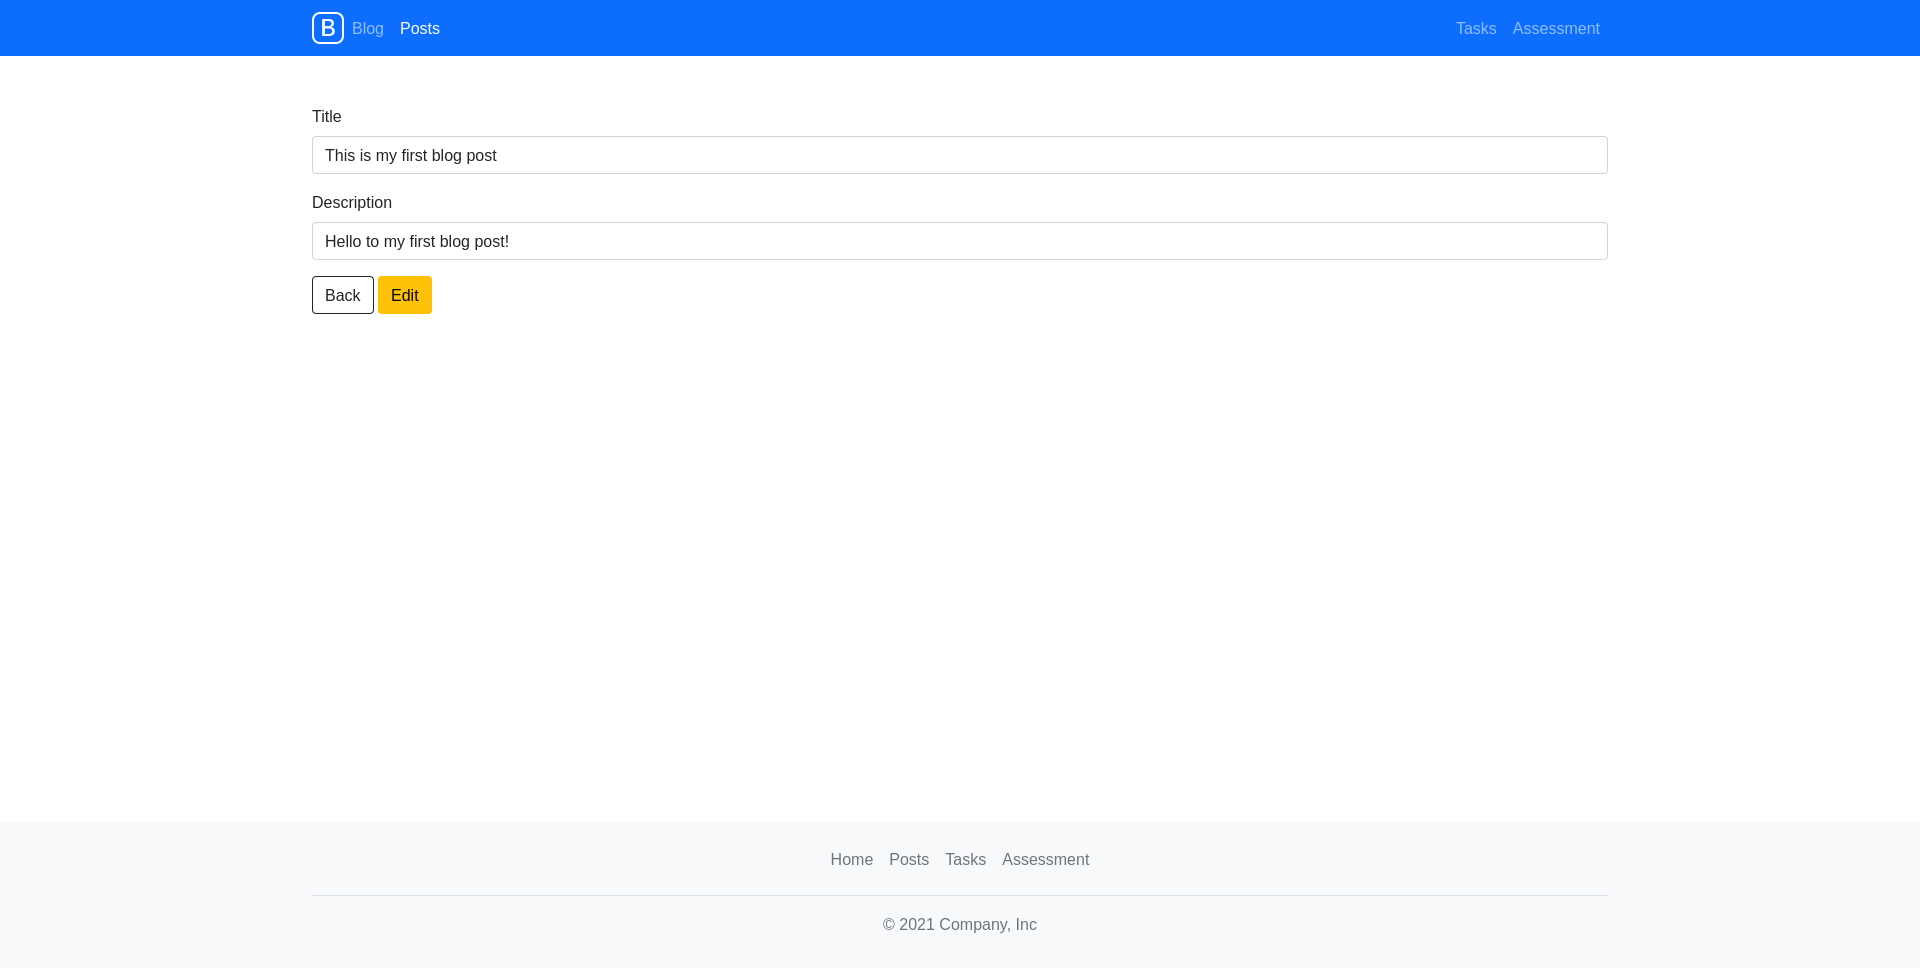 B Blog Posts Tasks Assessment
Title
This is my first blog post
Description
Hello to my first blog post!
Back Edit
Home Posts Tasks Assessment
© 2021 Company, Inc